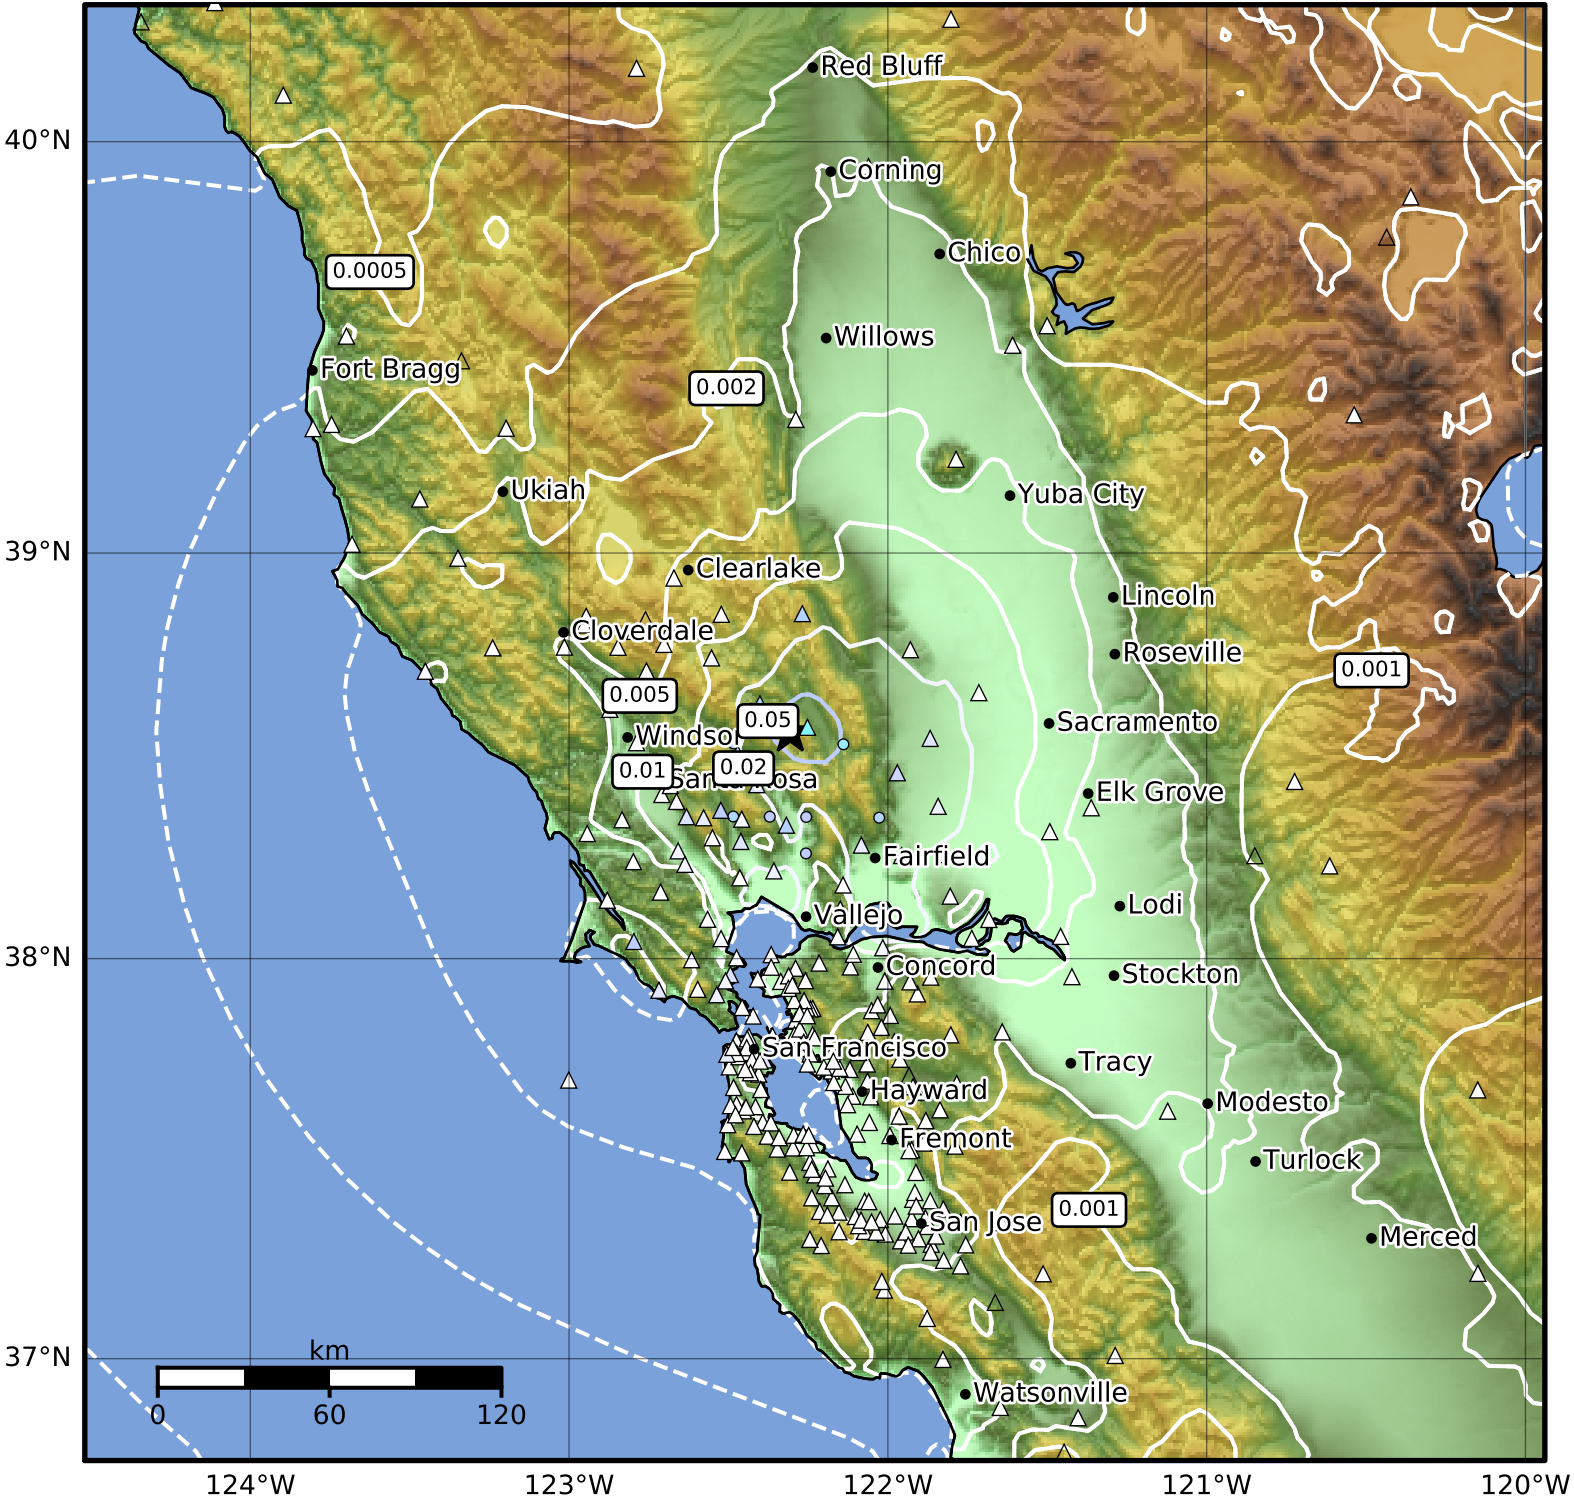 Red Bluff
40°N
Corning
Chico
0.0005
Willows
Fort Bragg
0.002
Ukiah
Yuba City
39°N
Clearlake
Lincoln
Cloverdale
Roseville
0.001
0.005
0.05
Sacramento
Windsor
0.01
Santa Rosa
0.02
Elk Grove
Fairfield
Lodi
Vallejo
38°N
Concord
Stockton
San Francisco
Tracy
Hayward
Modesto
Fremont
Turlock
0.001
San Jose
Merced
37°N
km
Watsonville
0 60 120
124°W 123°W 122°W 121°W 120°W